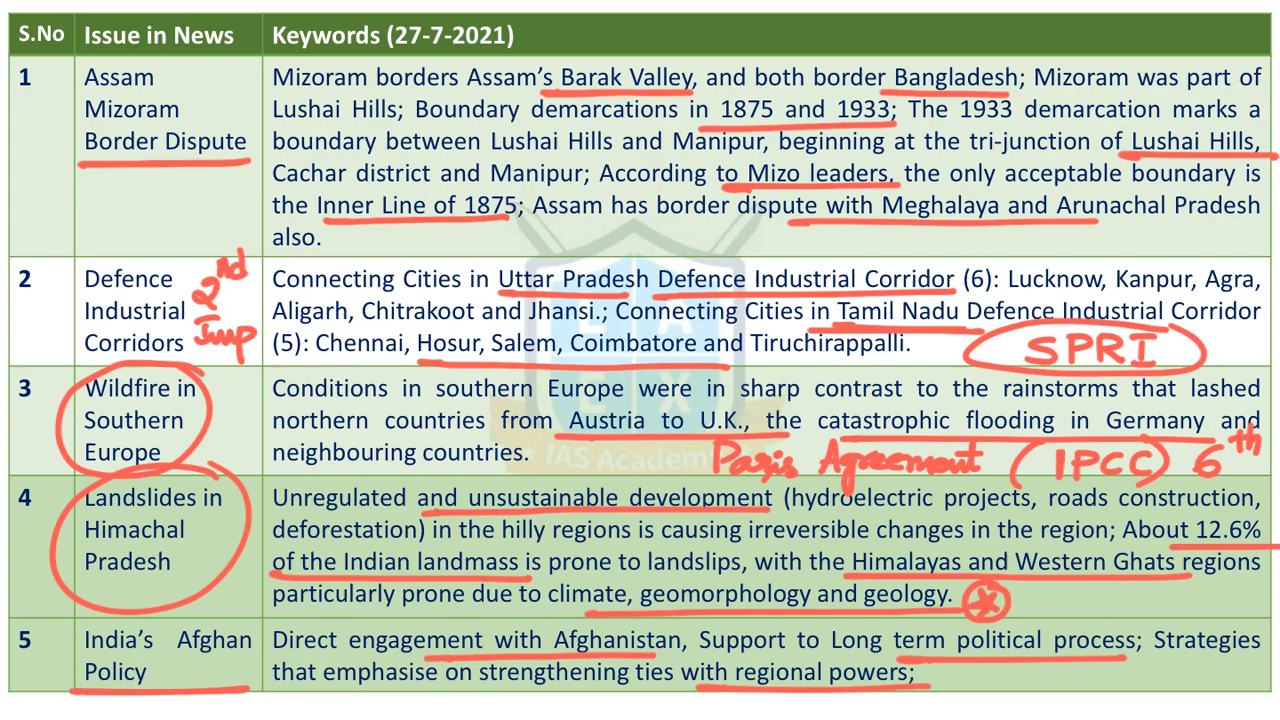 S.No Issue in News Keywords (27-7-2021)
1 Assam Mizoram Border Dispute
Mizoram borders Assam's Barak Valley, and both border Bangladesh; Mizoram was part of
Lushai Hills; Boundary demarcations in 1875 and 1933; The 1933 demarcation marks a
boundary between Lushai Hills and Manipur, beginning at the tri-junction of Lushai Hills,
Cachar district and Manipur; According to Mizo leaders, the only acceptable boundary is
the Inner Line of 1875; Assam has border dispute with Meghalaya and Arunachal Pradesh
also.
2 Defence Industrial Corridors
2nd
Imp
Connecting Cities in Uttar Pradesh Defence Industrial Corridor (6): Lucknow, Kanpur, Agra,
Aligarh, Chitrakoot and Jhansi.; Connecting Cities in Tamil Nadu Defence Industrial Corridor
(5): Chennai, Hosur, Salem, Coimbatore and Tiruchirappalli.
SPRI
3 Wildfire in Southern Europe
Conditions in southern Europe were in sharp contrast to the rainstorms that lashed
northern countries from Austria to U.K., the catastrophic flooding in Germany and
neighbouring countries.
Paris Agreement (IPCC) 6th
IAS Academy
4 Landslides in Himachal Pradesh
Unregulated and unsustainable development (hydroelectric projects, roads construction,
deforestation) in the hilly regions is causing irreversible changes in the region; About 12.6%
of the Indian landmass is prone to landslips, with the Himalayas and Western Ghats regions
particularly prone due to climate, geomorphology and geology.
5 India's Afghan Policy
Direct engagement with Afghanistan, Support to Long term political process; Strategies
that emphasise on strengthening ties with regional powers;